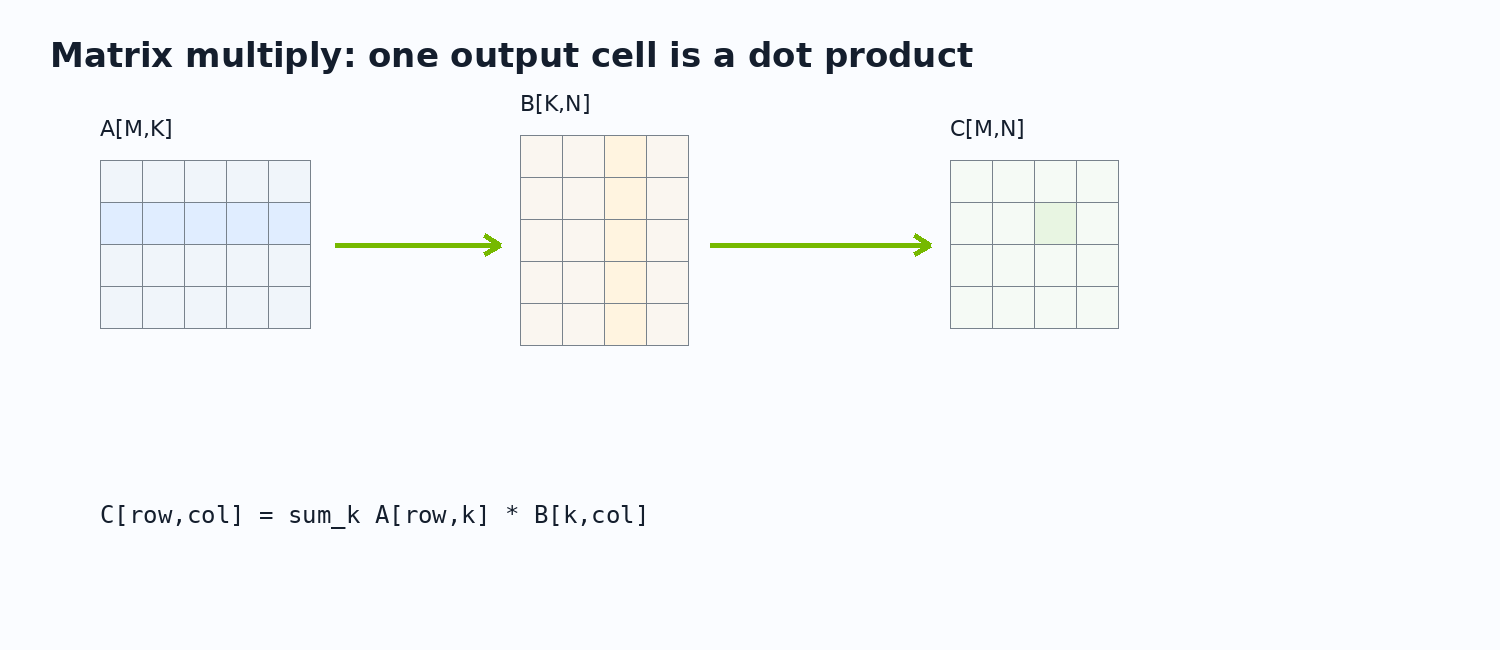 Matrix multiply: one output cell is a dot product
A[M,K]
B[K,N]
C[M,N]
C[row,col] = sum_k A[row,k] * B[k,col]